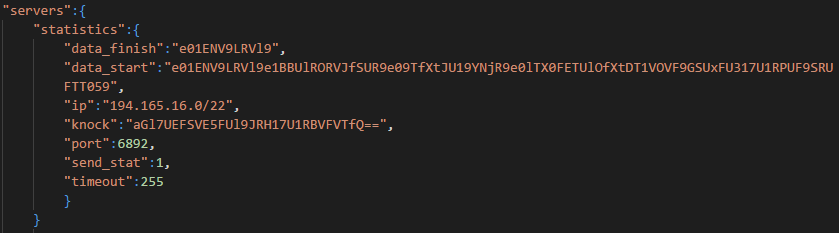 "servers":{
"statistics":{
"data_finish":"e01ENV9LRVl9",
"data_start":"e01ENV9LRVl9e1BBUlRORVJfSUR9e09TfXtJU19YNjR9e0lTX0FETUlOfXtDT1VOVF9GSUxFU317U1RPUF9SRU
FTT059",
"ip":"194.165.16.0/22",
"knock":"aGl7UEFSVE5FUl9JRH17U1RBVFVTfQ==",
"port":6892,
"send_stat":1,
"timeout":255
}
}